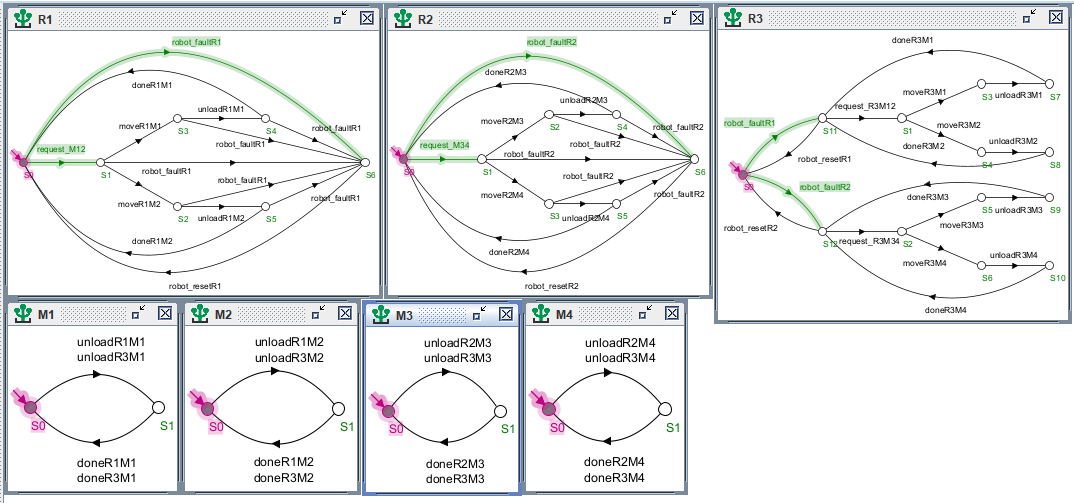 R1
robot_faultR1
doneR1M1
unloadR1M1
moveR1M1
S3
S4
robot_faultR1
request_M12
robot_faultR1
S0
S1
robot_faultR1
S6
robot_faultR1
moveR1M2
robot_faultR1
S2
unloadR1M2
S5
doneR1M2
robot_resetR1
R2
robot_faultR2
doneR2M3
unloadR2M3
moveR2M3
S2
S4
robot_faultR2
request_M34
robot_faultR2
robot_faultR2
S0
S1
S6
robot_faultR2
moveR2M4
robot_faultR2
S3
unloadR2M4
S5
doneR2M4
robot_resetR2
R3
doneR3M1
moveR3M1
S3
unloadR3M1
S7
request_R3M12
robot_faultR1
S11
S1
moveR3M2
unloadR3M2
doneR3M2
robot_resetR1
S4
S8
S0
robot_faultR2
doneR3M3
S5
unloadR3M3
S9
robot_resetR2
moveR3M3
S12
request_R3M34
S2
moveR3M4
unloadR3M4
S6
S10
doneR3M4
M1
unloadR1M1
unloadR3M1
S0
S1
doneR1M1
doneR3M1
M2
unloadR1M2
unloadR3M2
S0
S1
doneR1M2
doneR3M2
M3
unloadR2M3
unloadR3M3
S0
S1
doneR2M3
doneR3M3
M4
unloadR2M4
unloadR3M4
S0
S1
doneR2M4
doneR3M4